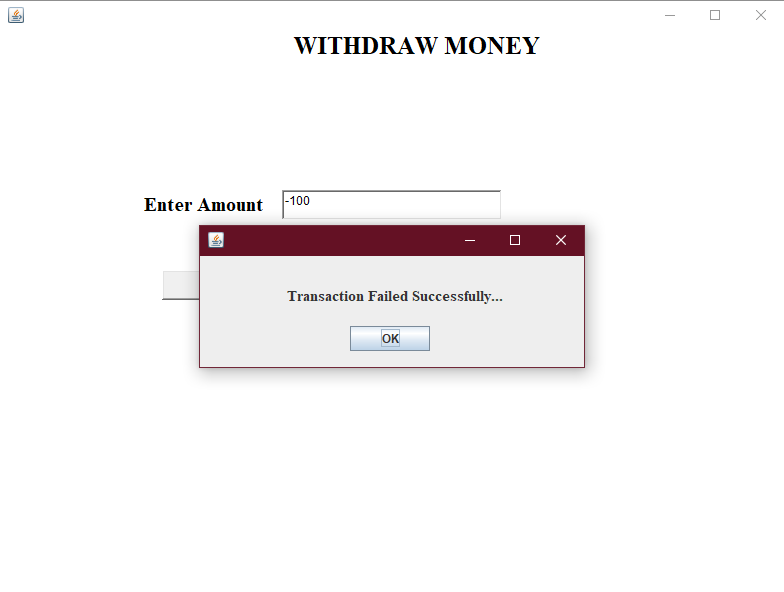 WITHDRAW MONEY
Enter Amount -100
Transaction Failed Successfully...
OK